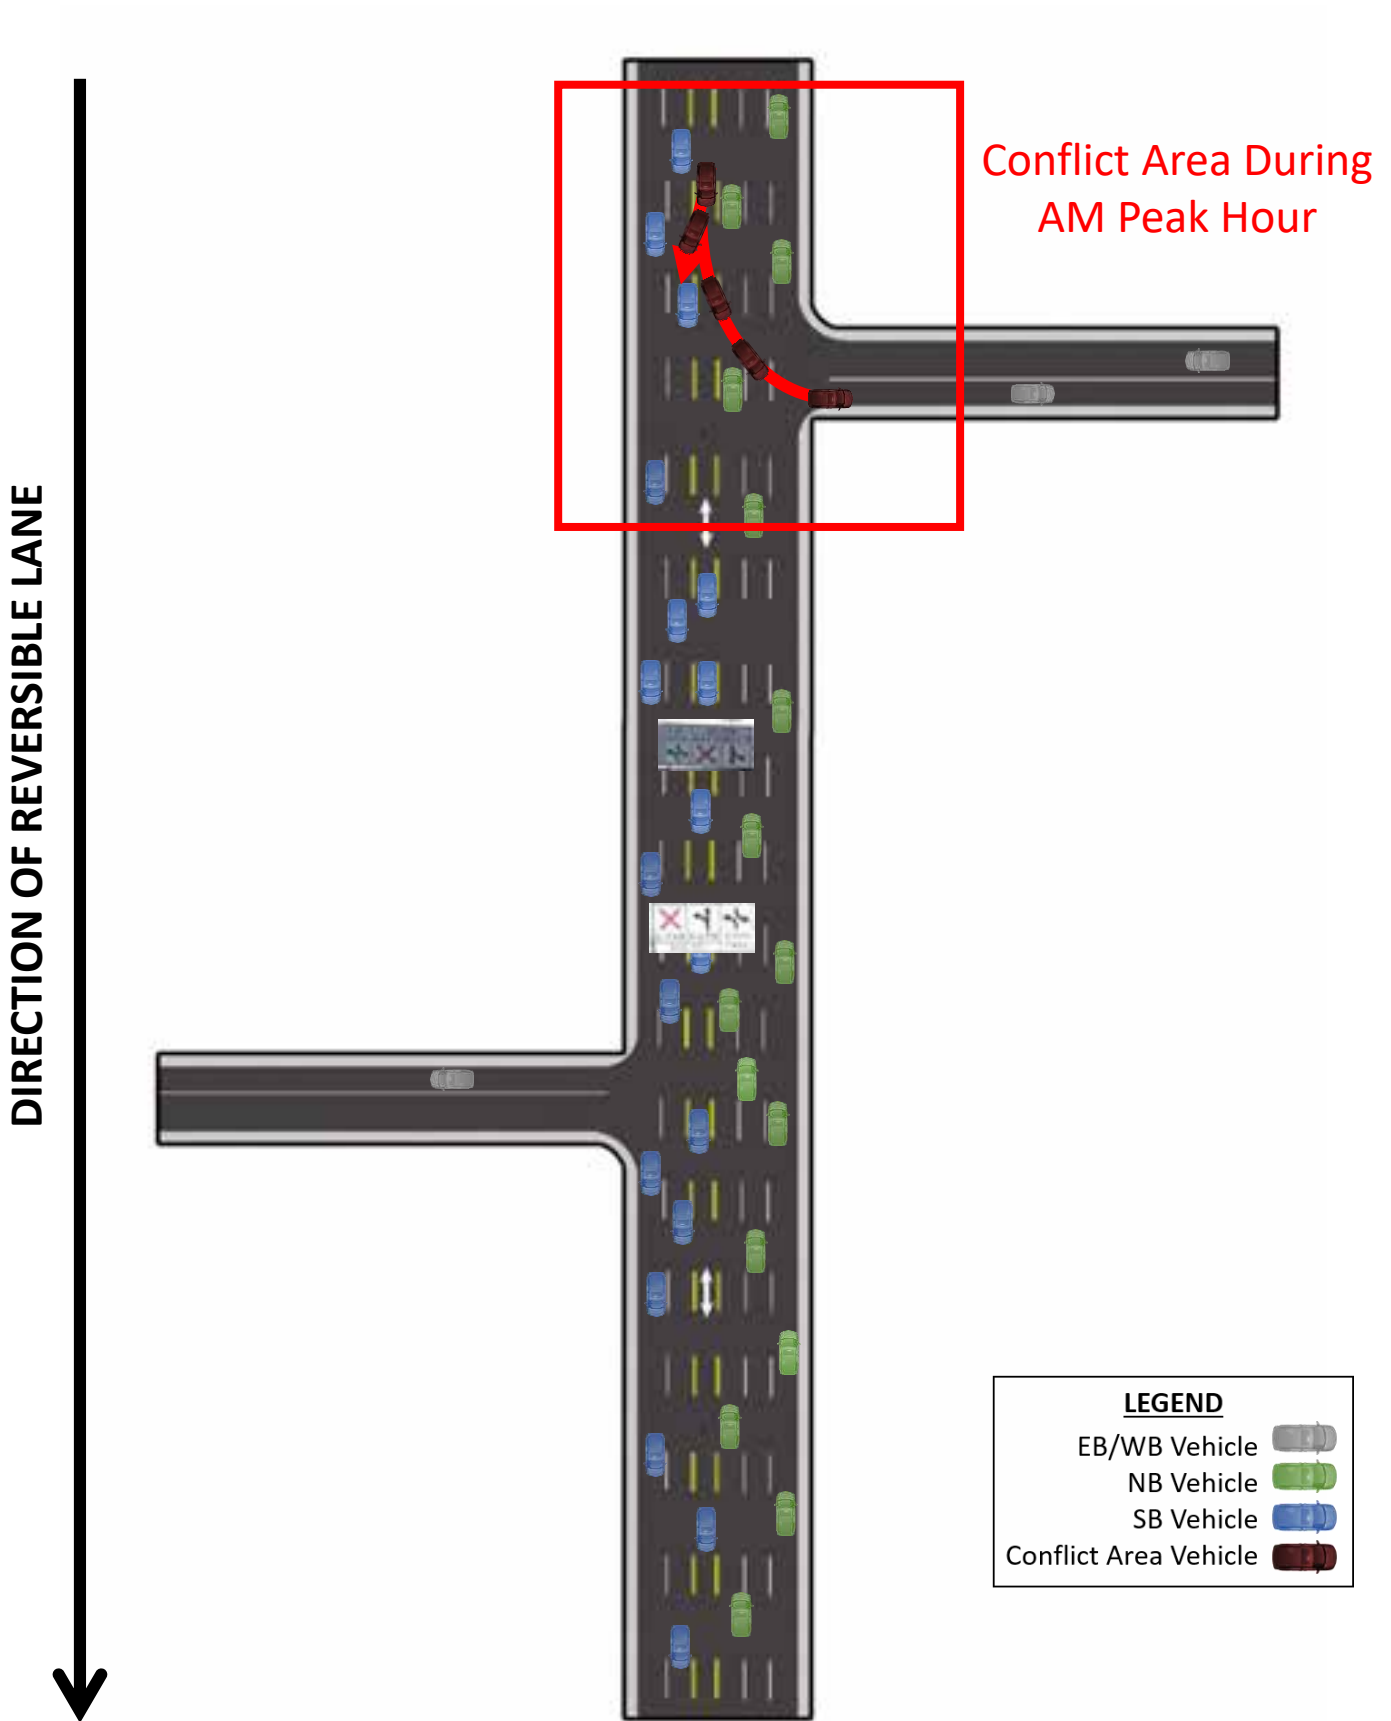 Conflict Area During
AM Peak Hour
DIRECTION OF REVERSIBLE LANE
LEGEND
EB/WB Vehicle
NB Vehicle
SB Vehicle
Conflict Area Vehicle